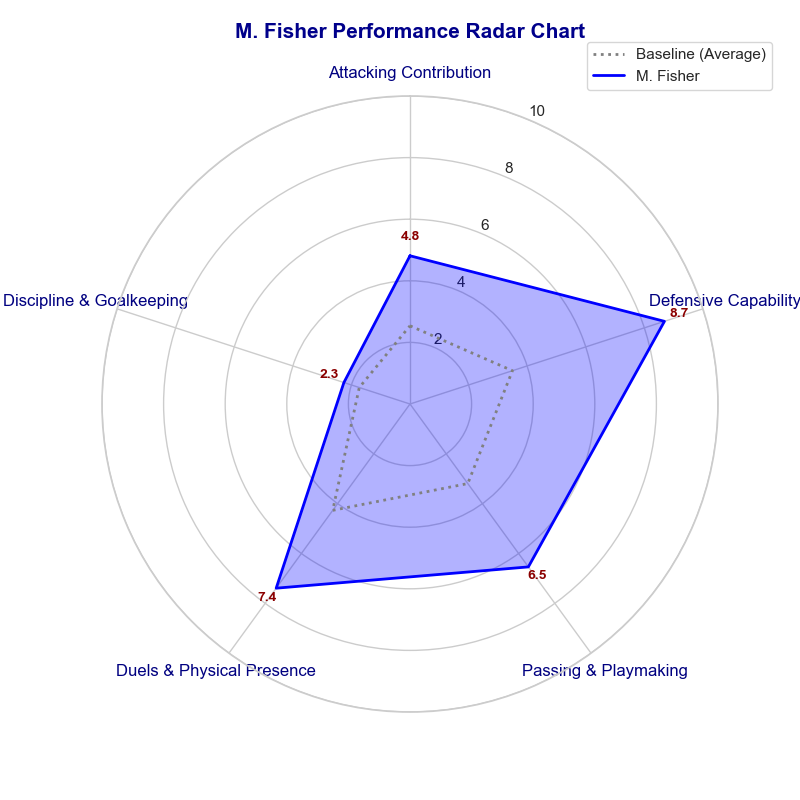 M. Fisher Performance Radar Chart
Baseline (Average)
M. Fisher
Attacking Contribution
10
8
6
4.8
4
Discipline & Goalkeeping
Defensive Capability
8.7
2
2.3
6.5
7.4
Duels & Physical Presence
Passing & Playmaking